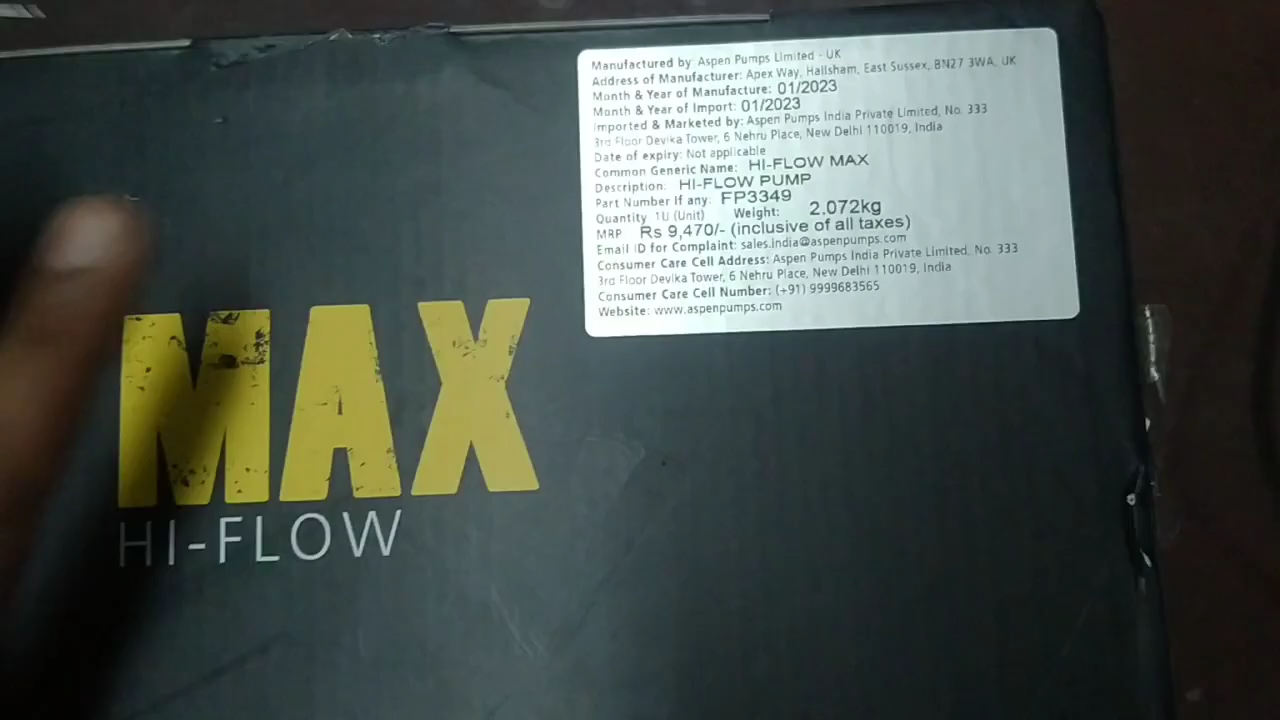 Manufactured by: Aspen Pumps Limited - UK
Address of Manufacturer: Apex Way, Hailsham, East Sussex, BN27 3WA, UK
Month & Year of Manufacture: 01/2023
Month & Year of Import: 01/2023
Imported & Marketed by: Aspen Pumps India Private Limited, No. 333
3rd Floor Devika Tower, 6 Nehru Place, New Delhi 110019, India
Date of expiry: Not applicable
Common Generic Name: HI-FLOW MAX
Description: HI-FLOW PUMP
Part Number If any: FP3349
Quantity 1U (Unit) Weight: 2.072kg
MRP Rs 9,470/- (inclusive of all taxes)
Email ID for Complaint: sales.india@aspenpumps.com
Consumer Care Cell Address: Aspen Pumps India Private Limited, No. 333
3rd Floor Devika Tower, 6 Nehru Place, New Delhi 110019, India
Consumer Care Cell Number: (+91) 9999683565
Website: www.aspenpumps.com
MAX
HI-FLOW